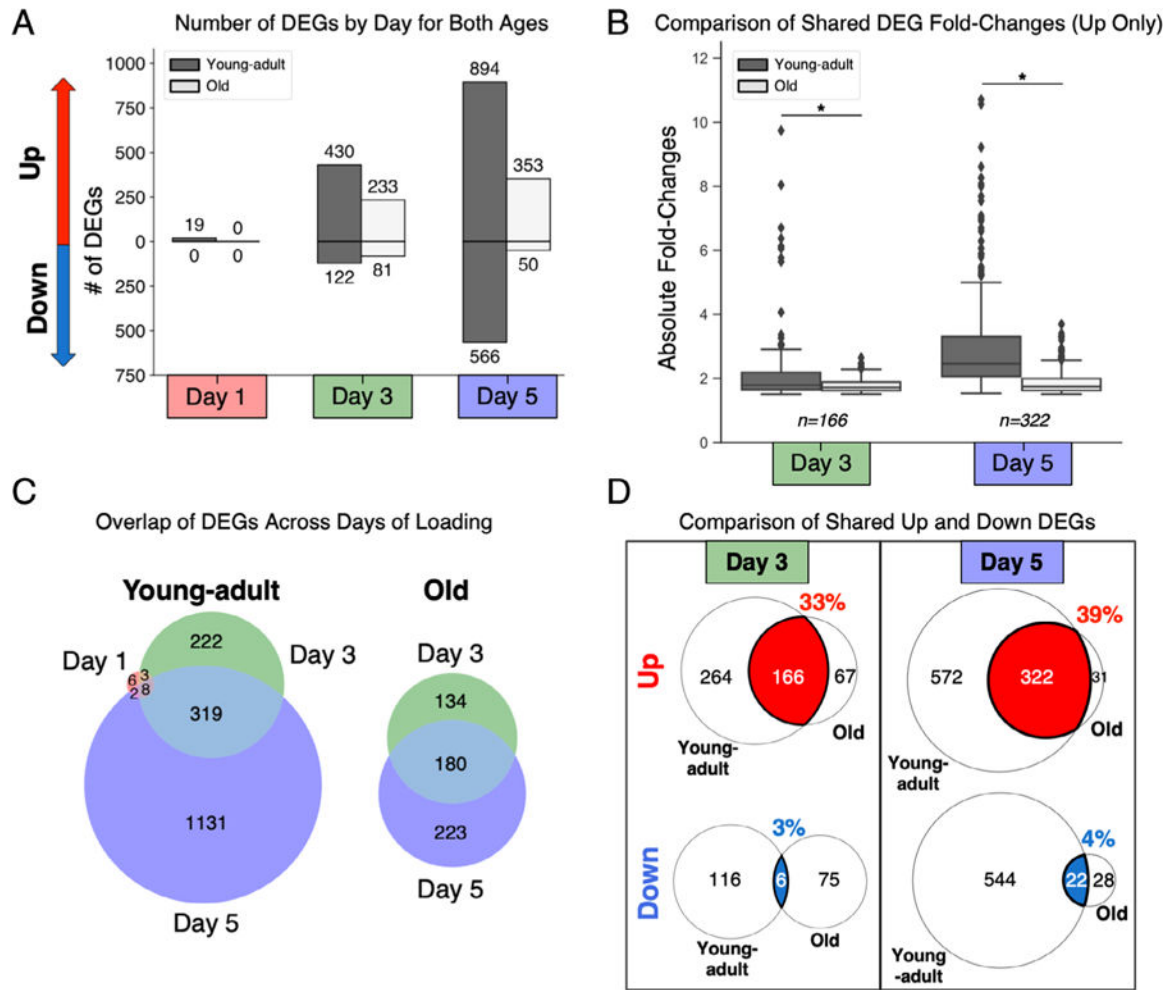 A
Number of DEGs by Day for Both Ages
Up
Down
# of DEGs
1000
750
500
250
0
250
500
750
Young-adult
Old
19
0
0
0
430
233
122
81
894
353
566
50
Day 1
Day 3
Day 5
B
Comparison of Shared DEG Fold-Changes (Up Only)
Absolute Fold-Changes
12
10
8
6
4
2
0
Young-adult
Old
*
*
n=166
n=322
Day 3
Day 5
C
Overlap of DEGs Across Days of Loading
Young-adult
Old
Day 1
Day 3
Day 5
222
6
3
2
8
319
1131
Day 3
134
180
223
Day 5
D
Comparison of Shared Up and Down DEGs
Day 3
Day 5
Up
33%
264
166
67
Young-
adult
Old
39%
572
322
31
Young-
adult
Old
Down
3%
116
6
75
Young-
adult
Old
4%
544
22
28
Young
-adult
Old